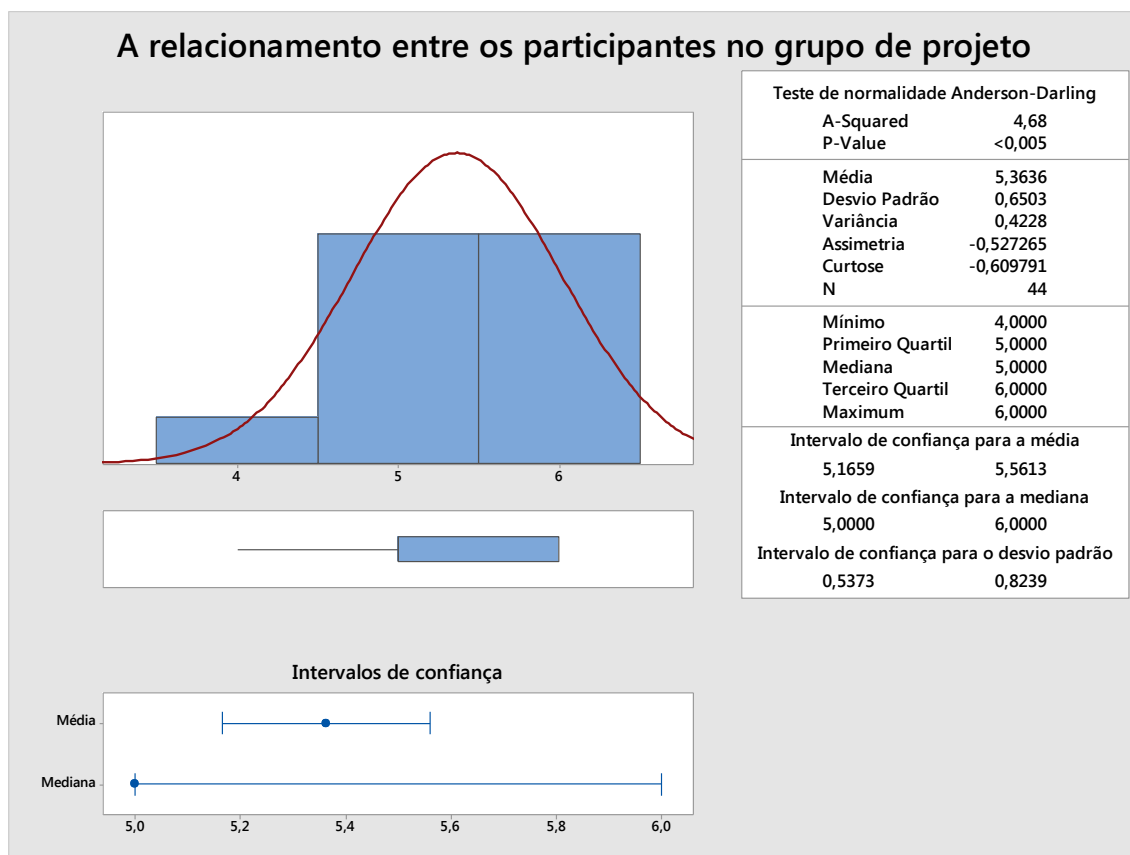 A relacionamento entre os participantes no grupo de projeto
4 5 6
Intervalos de confiança
Média
Mediana
5,0 5,2 5,4 5,6 5,8 6,0
Teste de normalidade Anderson-Darling
A-Squared 4,68
P-Value <0,005
Média 5,3636
Desvio Padrão 0,6503
Variância 0,4228
Assimetria -0,527265
Curtose -0,609791
N 44
Mínimo 4,0000
Primeiro Quartil 5,0000
Mediana 5,0000
Terceiro Quartil 6,0000
Maximum 6,0000
Intervalo de confiança para a média
5,1659 5,5613
Intervalo de confiança para a mediana
5,0000 6,0000
Intervalo de confiança para o desvio padrão
0,5373 0,8239